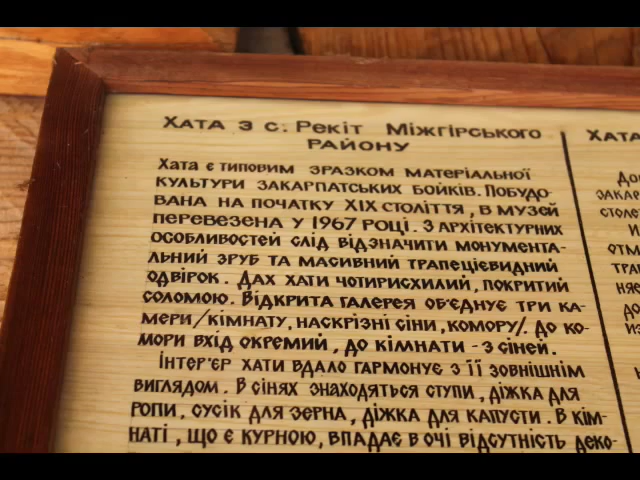 Хата з с. Рекіт Міжгірського
району
Хата є типовим зразком матеріальної
культури закарпатських бойків. Побудо-
вана на початку XIX століття, в музей
перевезена у 1967 році. З архітектурних
особливостей слід відзначити монумента-
льний зруб та масивний трапецієвидний
одвірок. Дах хати чотирисхилий, покритий
соломою. Відкрита галерея об'єднує три ка-
мери/кімнату, наскрізні сіни, комору/. До ко-
мори вхід окремий, до кімнати - з сіней.
Інтер'єр хати вдало гармонує з її зовнішнім
виглядом. В сінях знаходяться ступи, діжка для
ропи, сусік для зерна, діжка для капусти. В кім-
наті, що є курною, впадає в очі відсутність деко-
Хата